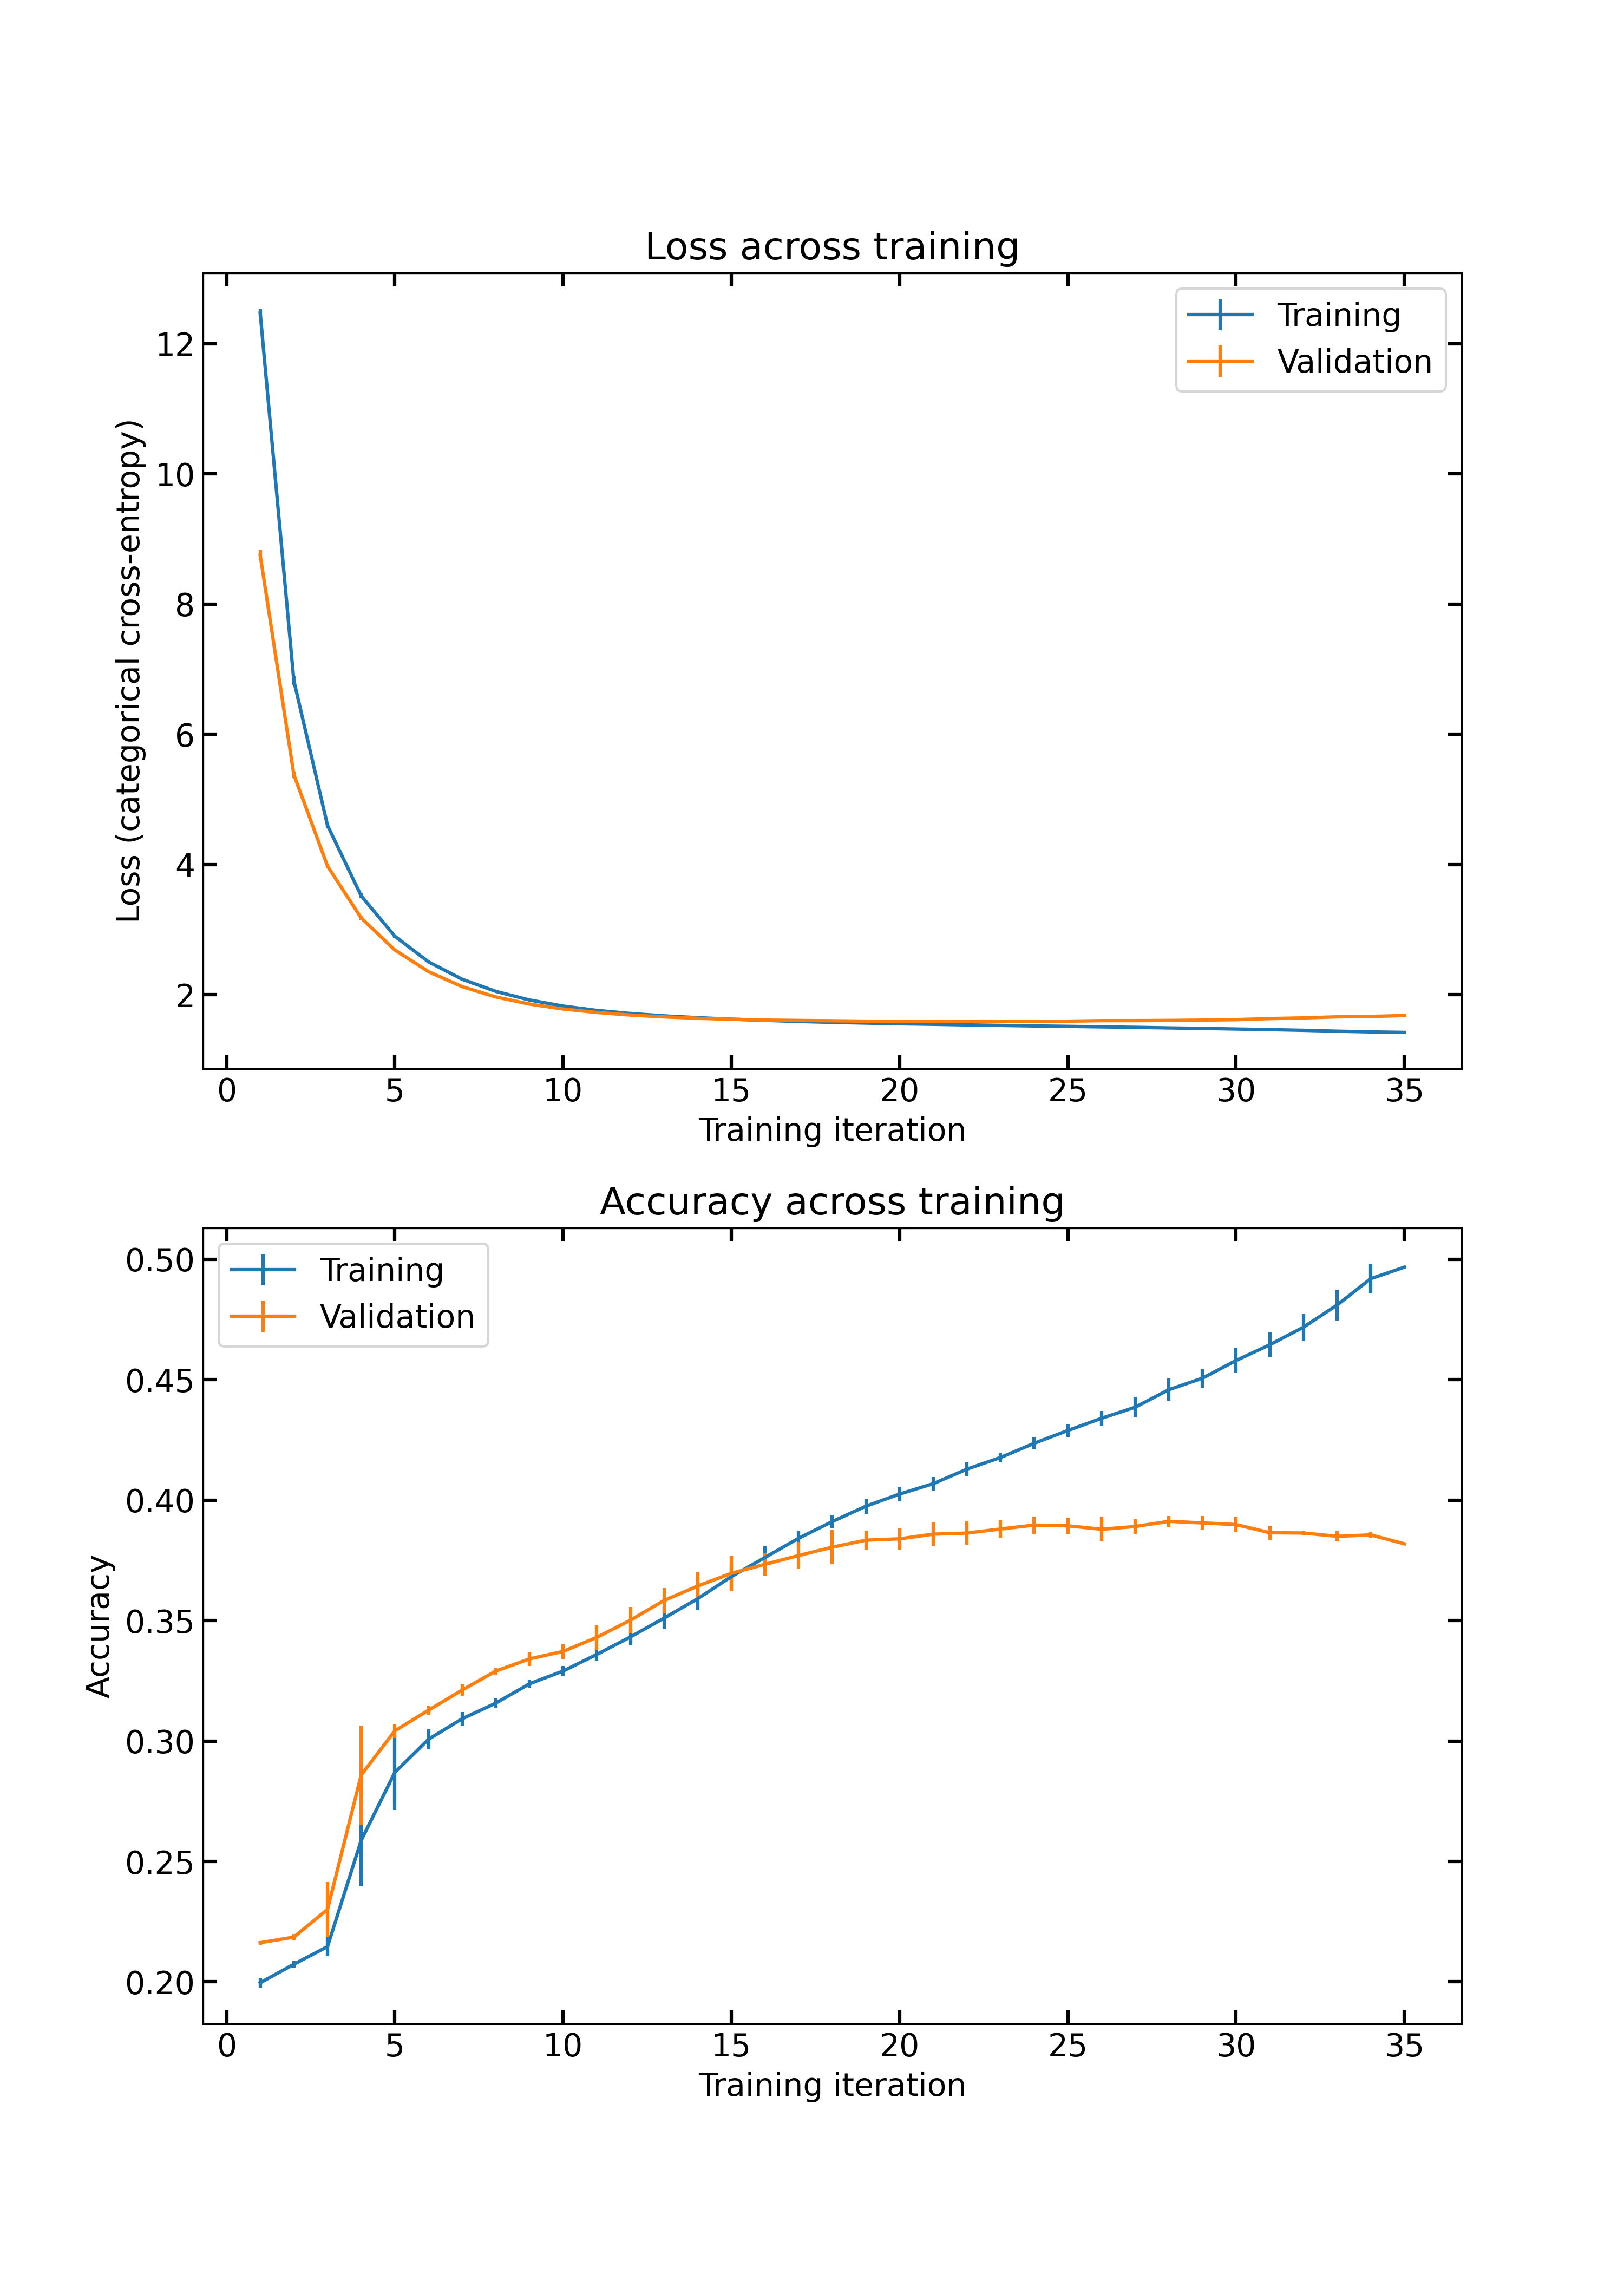 Loss across training
Training
Validation
12
10
8
6
4
2
Loss (categorical cross-entropy)
0 5 10 15 20 25 30 35
Training iteration
Accuracy across training
Training
Validation
0.50
0.45
0.40
0.35
0.30
0.25
0.20
Accuracy
0 5 10 15 20 25 30 35
Training iteration